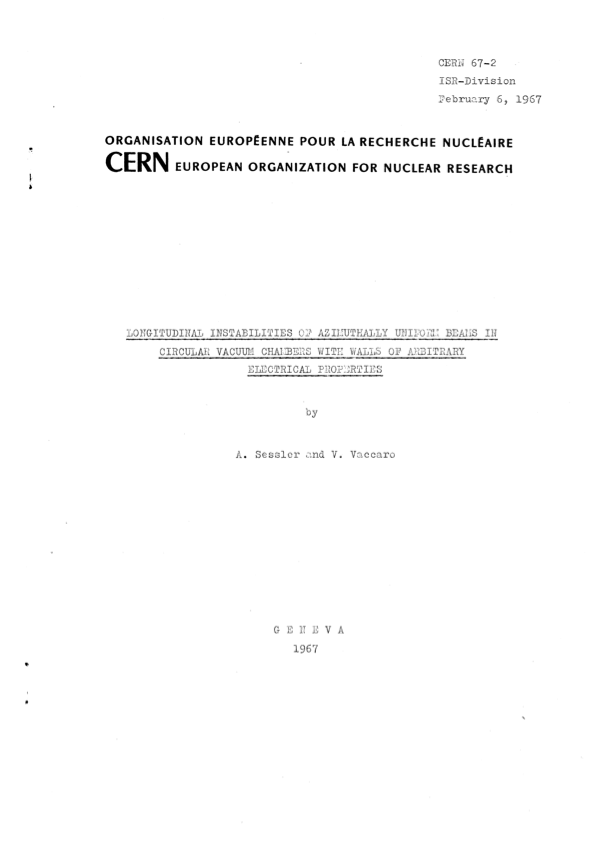 CERN 67-2
ISR-Division
February 6, 1967
ORGANISATION EUROPÉENNE POUR LA RECHERCHE NUCLÉAIRE
CERN EUROPEAN ORGANIZATION FOR NUCLEAR RESEARCH
LONGITUDINAL INSTABILITIES OF AZIMUTHALLY UNIFORM BEAMS IN
CIRCULAR VACUUM CHAMBERS WITH WALLS OF ARBITRARY
ELECTRICAL PROPERTIES
by
A. Sessler and V. Vaccaro
G E N E V A
1967